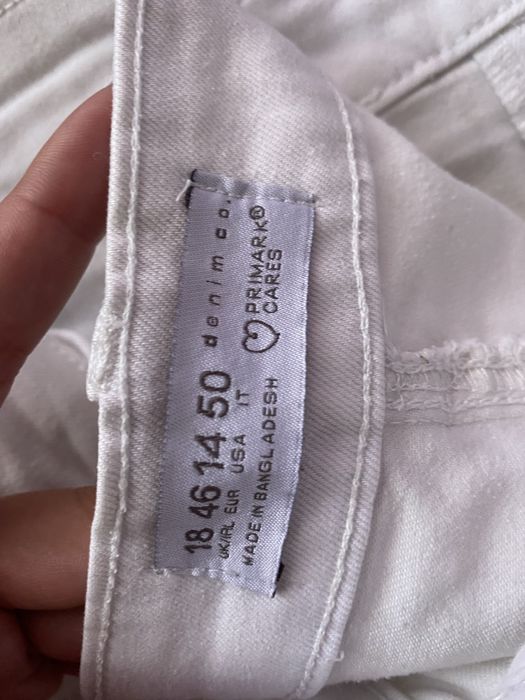 denim co.
18 46 14 50
UK/IRL EUR USA IT
MADE IN BANGLADESH
PRIMARK®
CARES